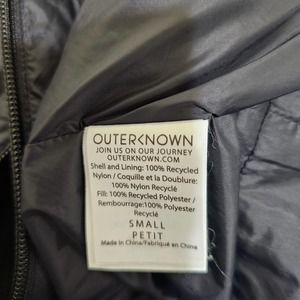 OUTERKNOWN
JOIN US ON OUR JOURNEY
OUTERKNOWN.COM
Shell and Lining: 100% Recycled
Nylon / Coquille et la Doublure:
100% Nylon Recyclé
Fill: 100% Recycled Polyester /
Rembourrage:100% Polyester
Recyclé
SMALL
PETIT
Made in China/Fabriqué en China